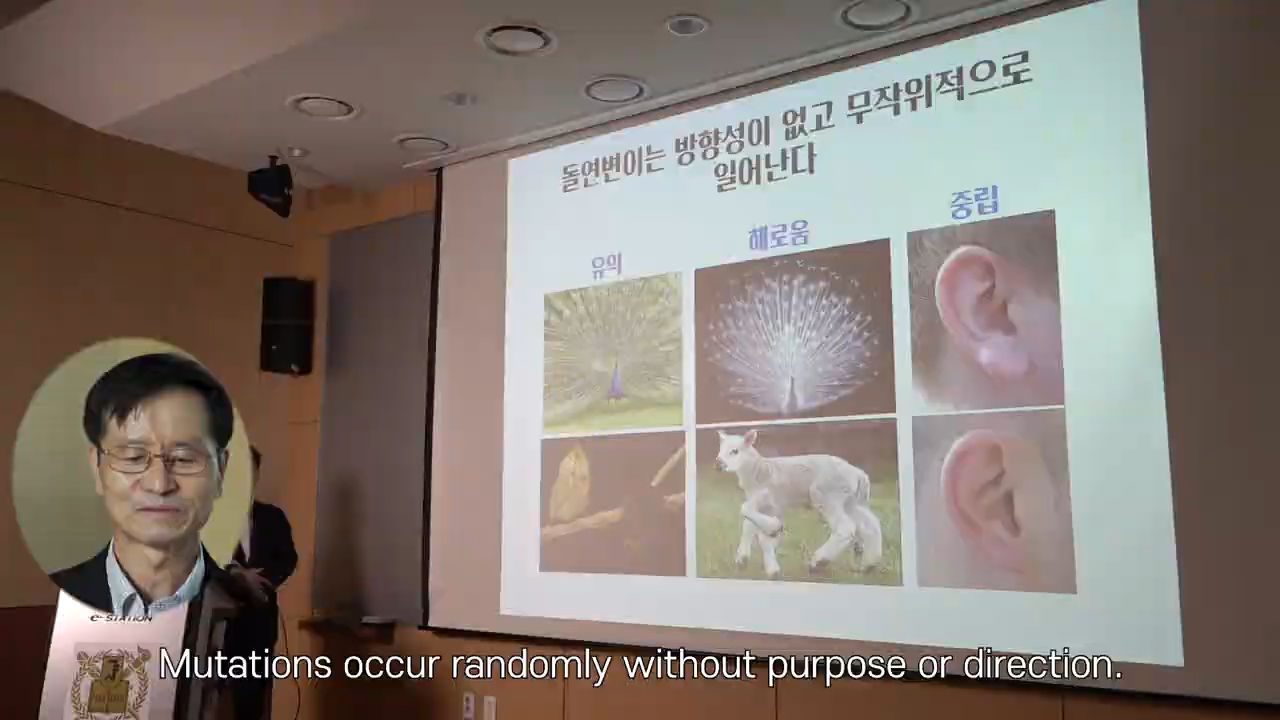 돌연변이는 방향성이 없고 무작위적으로
일어난다
유익
해로움
중립
e-STATION
Mutations occur randomly without purpose or direction.